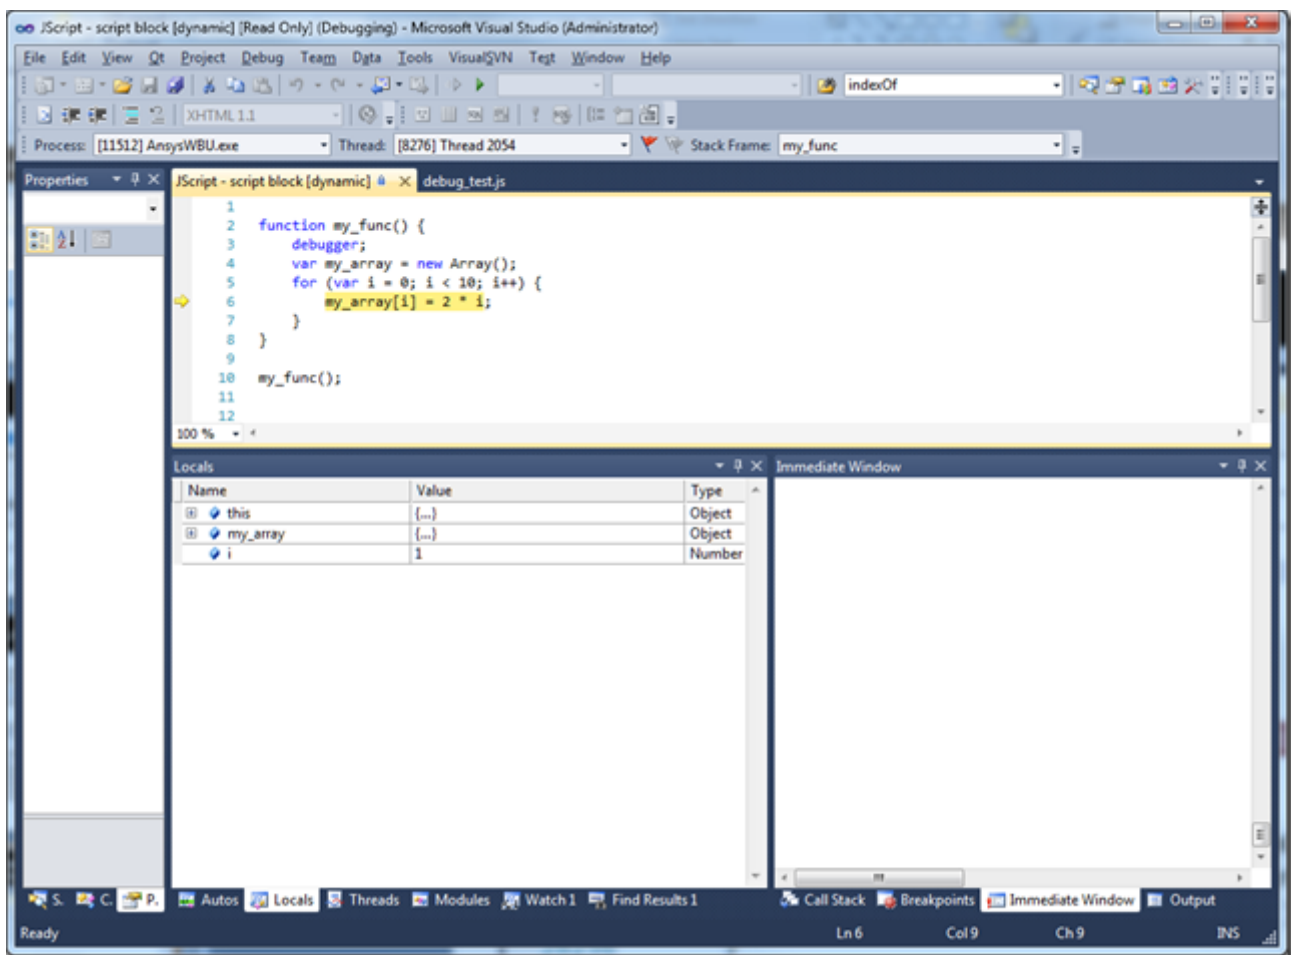 JScript - script block [dynamic] [Read Only] (Debugging) - Microsoft Visual Studio (Administrator)
File Edit View Qt Project Debug Team Data Tools VisualSVN Test Window Help
indexOf
XHTML 1.1
Process: [11512] AnsysWBU.exe Thread: [8276] Thread 2054 Stack Frame: my_func
Properties JScript - script block [dynamic] debug_test.js
1
2 function my_func() {
3 debugger;
4 var my_array = new Array();
5 for (var i = 0; i < 10; i++) {
6 my_array[i] = 2 * i;
7 }
8 }
9
10 my_func();
11
12
100 %
Locals Immediate Window
Name Value Type
this {...} Object
my_array {...} Object
i 1 Number
S. C. P. Autos Locals Threads Modules Watch 1 Find Results 1 Call Stack Breakpoints Immediate Window Output
Ready Ln 6 Col 9 Ch 9 INS